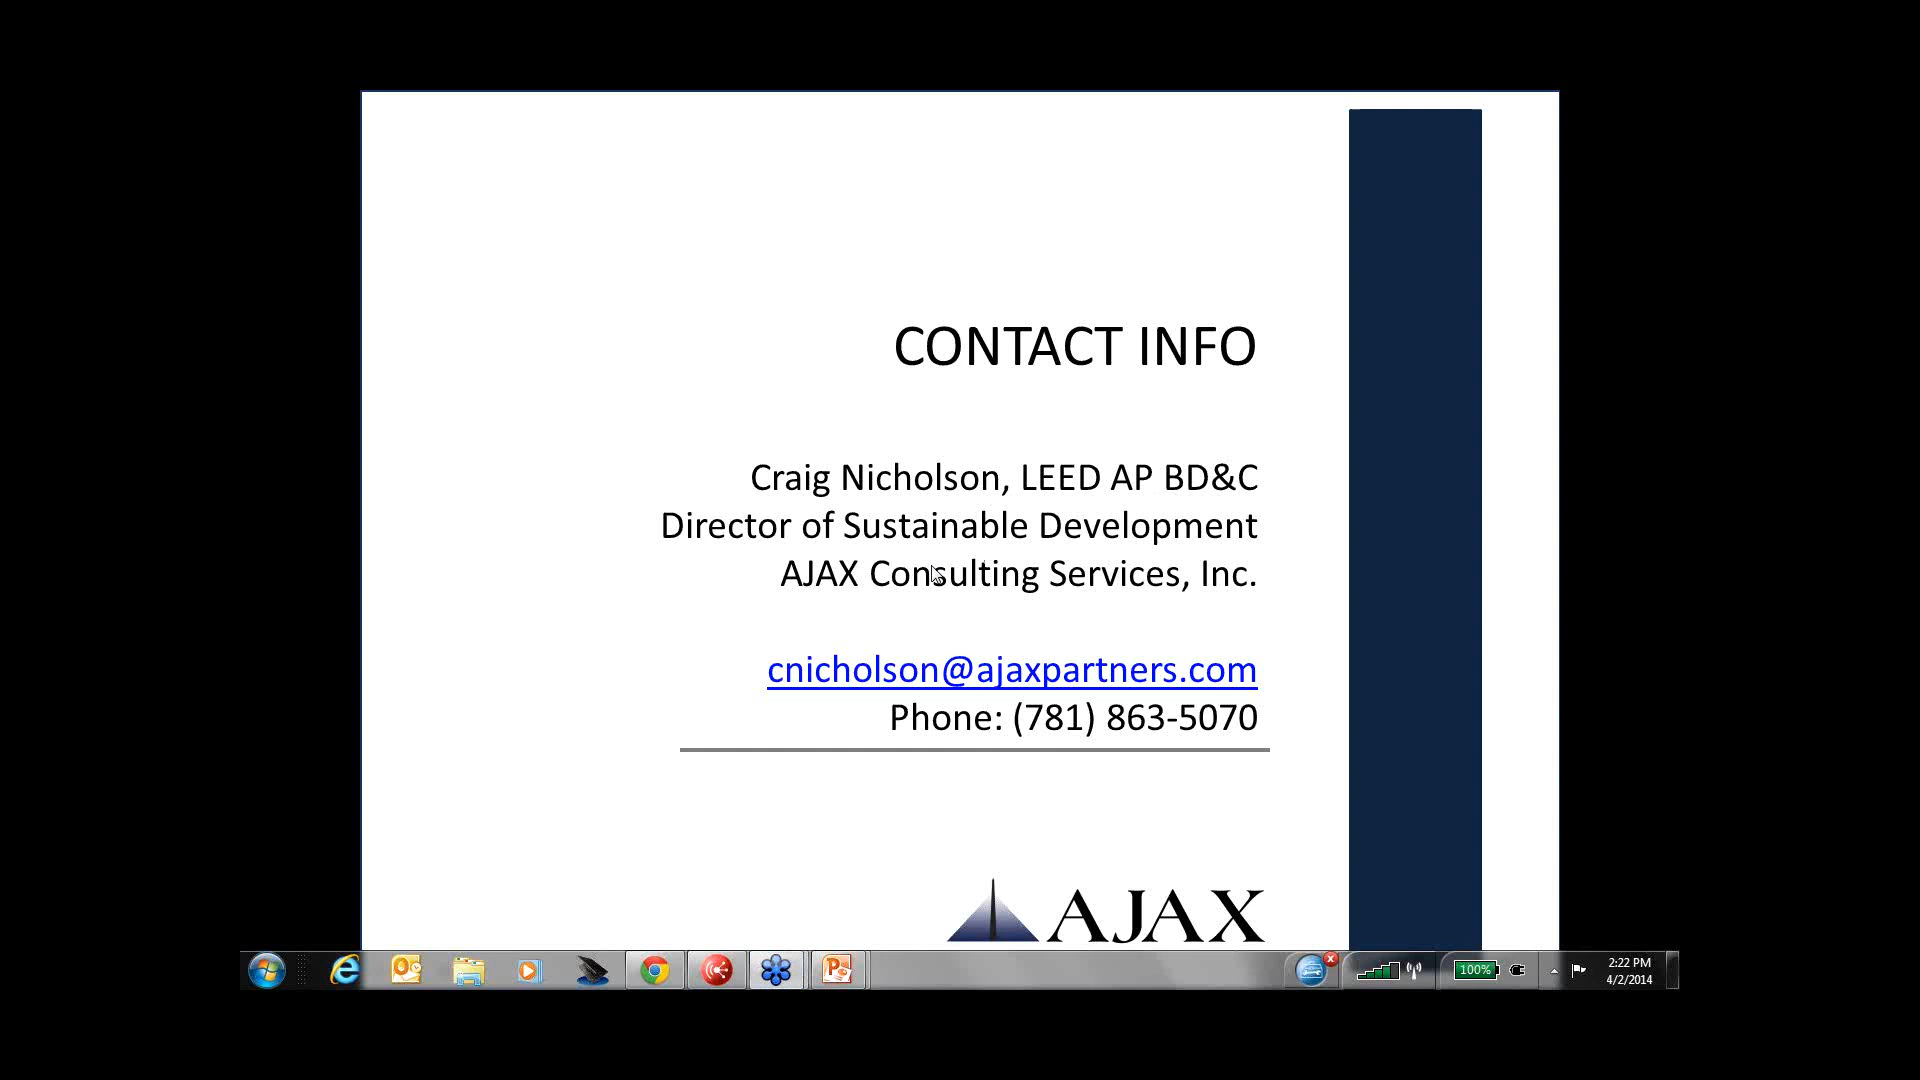 CONTACT INFO
Craig Nicholson, LEED AP BD&C
Director of Sustainable Development
AJAX Consulting Services, Inc.
cnicholson@ajaxpartners.com
Phone: (781) 863-5070
AJAX
100%
2:22 PM
4/2/2014